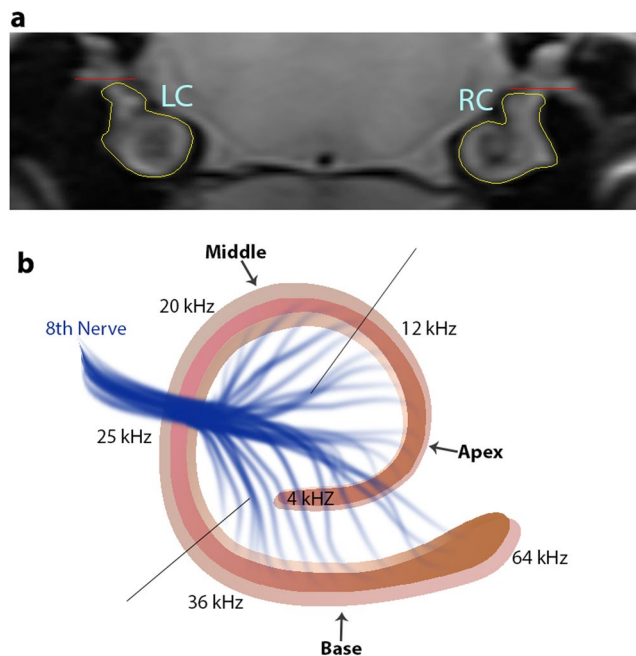 a
LC
RC
b
Middle
20 kHz
8th Nerve
12 kHz
25 kHz
Apex
4 kHZ
64 kHz
36 kHz
Base